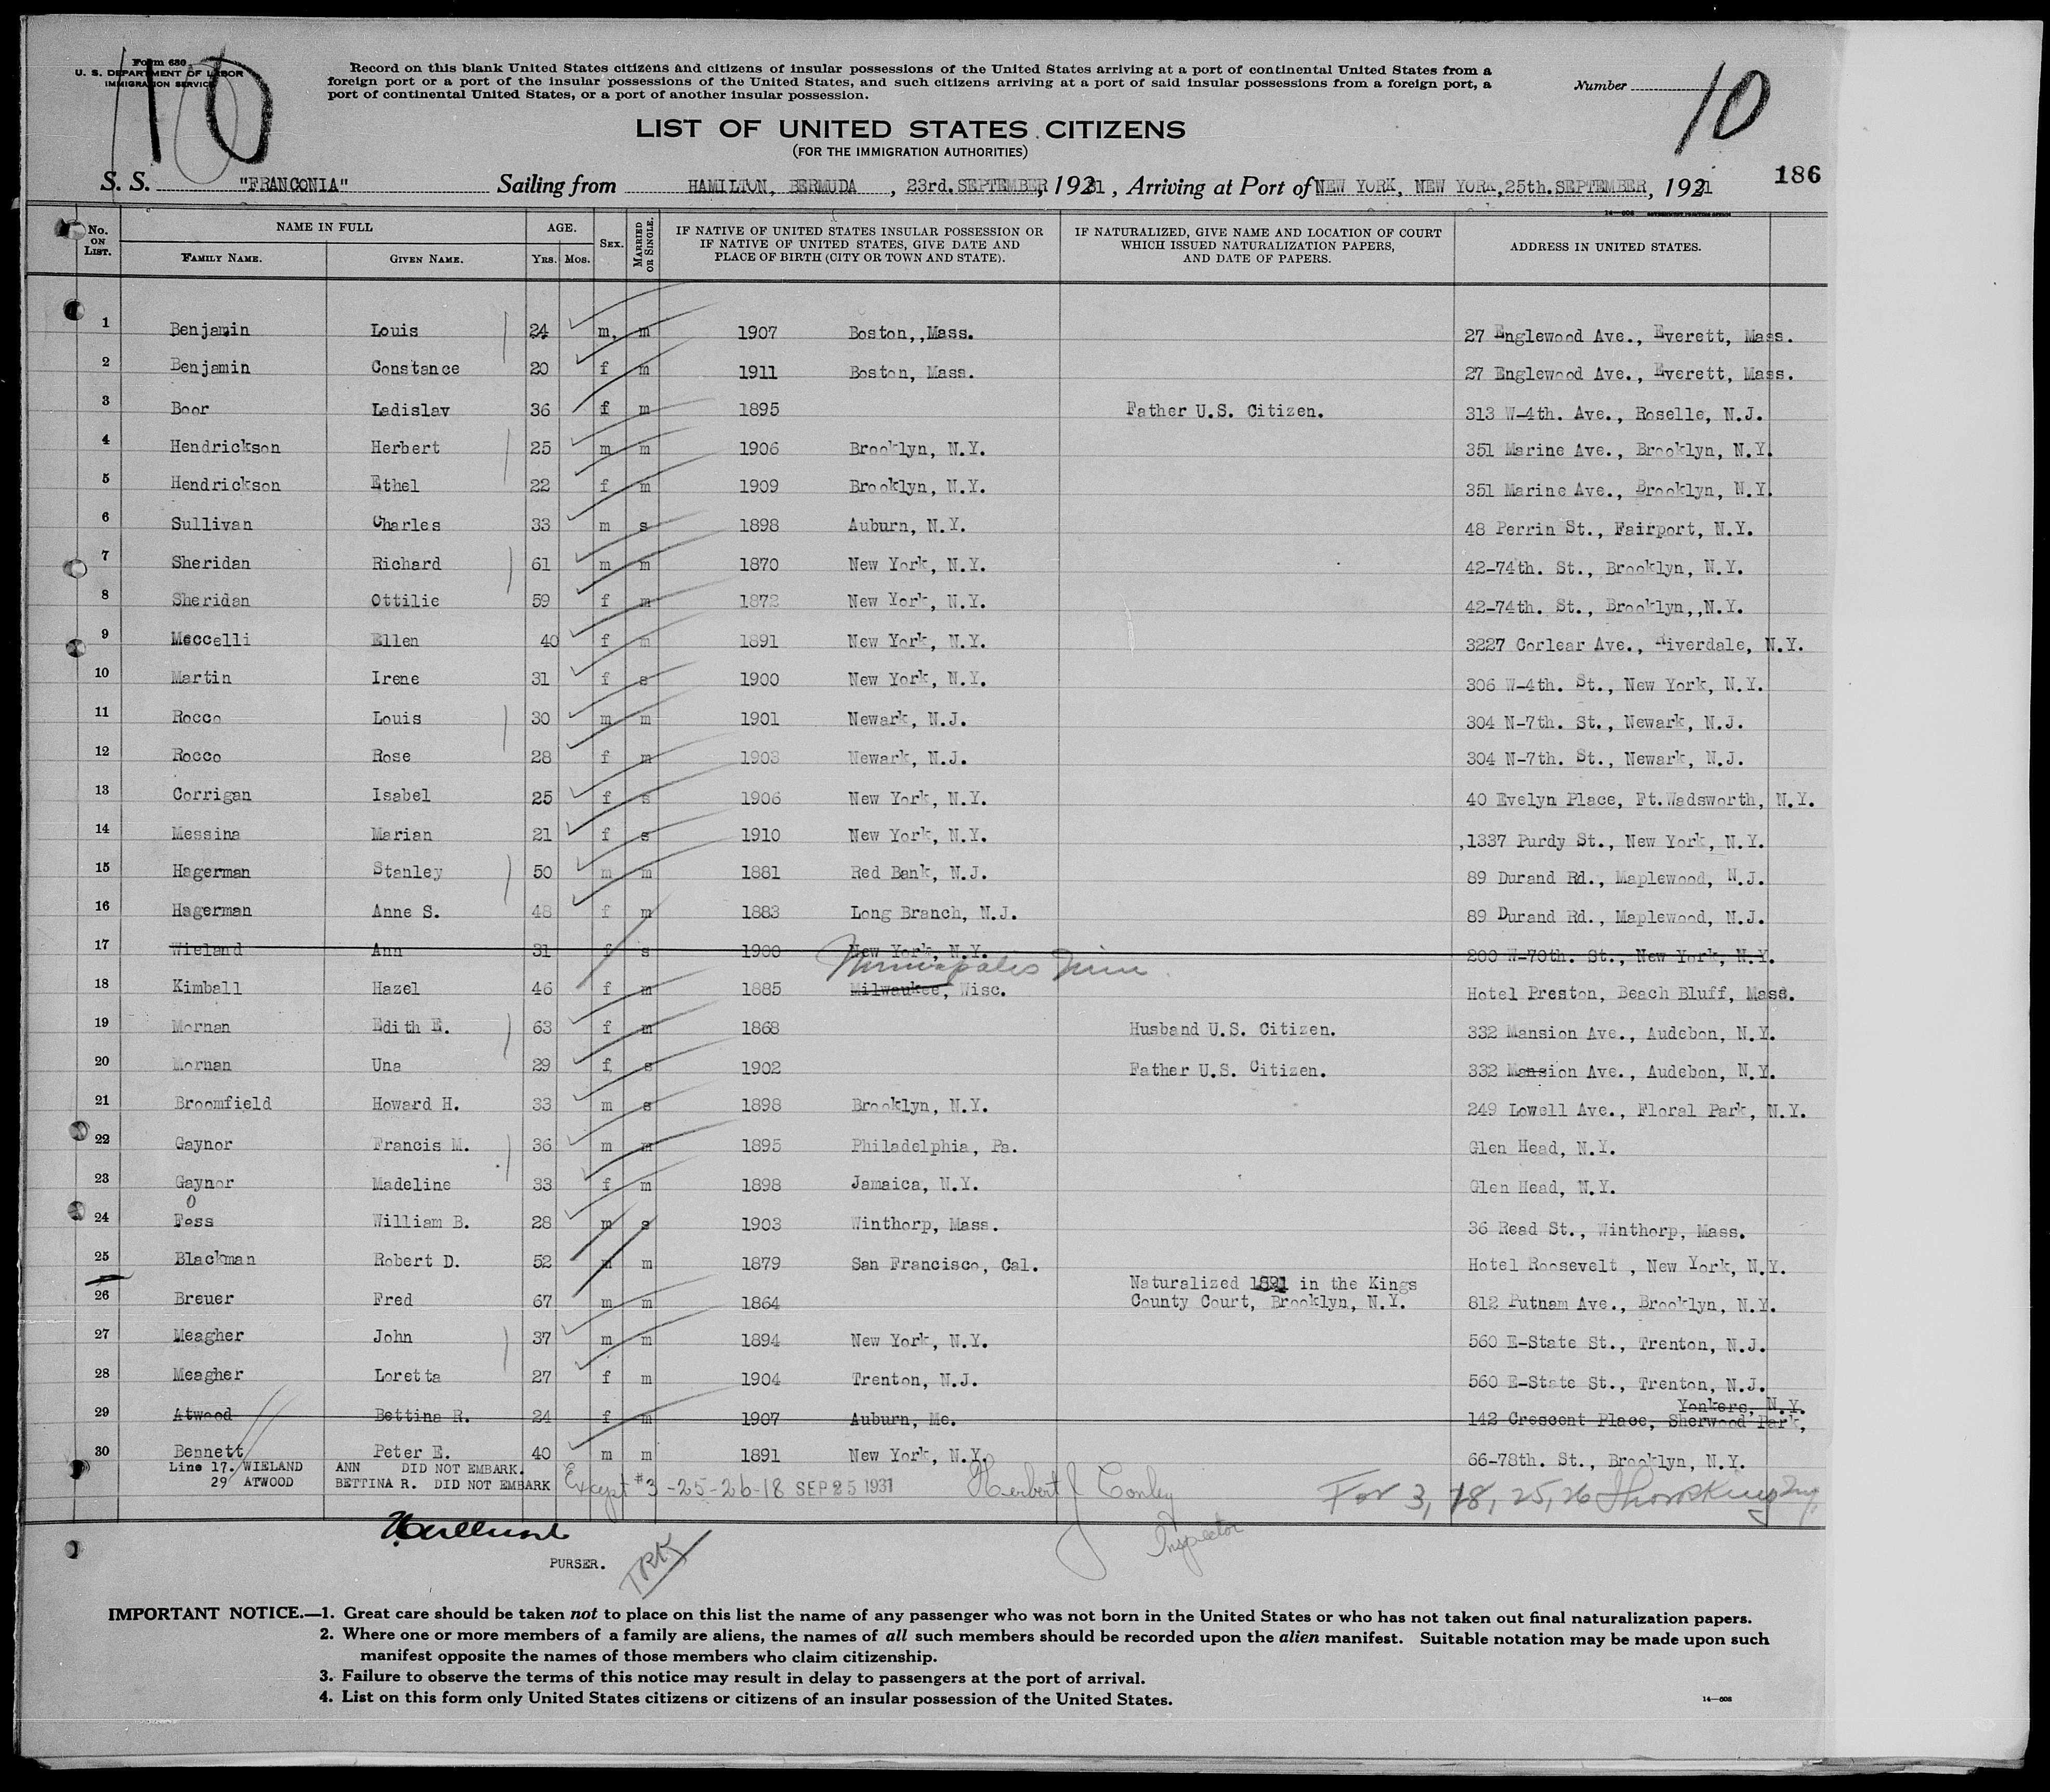 Form 630
U. S. DEPARTMENT OF LABOR
IMMIGRATION SERVICE
10
Record on this blank United States citizens and citizens of insular possessions of the United States arriving at a port of continental United States from a
foreign port or a port of the insular possessions of the United States, and such citizens arriving at a port of said insular possessions from a foreign port, a
port of continental United States, or a port of another insular possession.
Number 10
LIST OF UNITED STATES CITIZENS
(FOR THE IMMIGRATION AUTHORITIES)
186
S. S. "FRANCONIA" Sailing from HAMILTON, BERMUDA, 23rd. SEPTEMBER, 1931, Arriving at Port of NEW YORK, NEW YORK, 25th. SEPTEMBER, 1931
No. ON LIST. NAME IN FULL AGE. SEX. MARRIED OR SINGLE. IF NATIVE OF UNITED STATES INSULAR POSSESSION OR IF NATIVE OF UNITED STATES, GIVE DATE AND PLACE OF BIRTH (CITY OR TOWN AND STATE). IF NATURALIZED, GIVE NAME AND LOCATION OF COURT WHICH ISSUED NATURALIZATION PAPERS, AND DATE OF PAPERS. ADDRESS IN UNITED STATES.
FAMILY NAME. GIVEN NAME. YRS. MOS.
1 Benjamin Louis 24 m. m 1907 Boston,,Mass. 27 Englewood Ave., Everett, Mass.
2 Benjamin Constance 20 f m 1911 Boston, Mass. 27 Englewood Ave., Everett, Mass.
3 Boor Ladislav 36 f m 1895 Father U.S. Citizen. 313 W-4th. Ave., Roselle, N.J.
4 Hendrickson Herbert 25 m m 1906 Brooklyn, N.Y. 351 Marine Ave., Brooklyn, N.Y.
5 Hendrickson Ethel 22 f m 1909 Brooklyn, N.Y. 351 Marine Ave., Brooklyn, N.Y.
6 Sullivan Charles 33 m s 1898 Auburn, N.Y. 48 Perrin St., Fairport, N.Y.
7 Sheridan Richard 61 m m 1870 New York, N.Y. 42-74th. St., Brooklyn, N.Y.
8 Sheridan Ottilie 59 f m 1872 New York, N.Y. 42-74th. St., Brooklyn,,N.Y.
9 Maccelli Ellen 40 f m 1891 New York, N.Y. 3227 Corlear Ave., Riverdale, N.Y.
10 Martin Irene 31 f s 1900 New York, N.Y. 306 W-4th. St., New York, N.Y.
11 Rocco Louis 30 m m 1901 Newark, N.J. 304 N-7th. St., Newark, N.J.
12 Rocco Rose 28 f m 1903 Newark, N.J. 304 N-7th. St., Newark, N.J.
13 Corrigan Isabel 25 f s 1906 New York, N.Y. 40 Evelyn Place, Ft.Wadsworth, N.Y.
14 Messina Marian 21 f s 1910 New York, N.Y. ,1337 Purdy St., New York, N.Y.
15 Hagerman Stanley 50 m m 1881 Red Bank, N.J. 89 Durand Rd., Maplewood, N.J.
16 Hagerman Anne S. 48 f m 1883 Long Branch, N.J. 89 Durand Rd., Maplewood, N.J.
17 Wieland Ann 31 f s 1900 New York, N.Y. 200 W-70th. St., New York, N.Y.
Minneapolis Minn
18 Kimball Hazel 46 f m 1885 Milwaukee, Wisc. Hotel Preston, Beach Bluff, Mass.
19 Mornan Edith E. 63 f m 1868 Husband U.S. Citizen. 332 Mansion Ave., Audebon, N.Y.
20 Mornan Una 29 f s 1902 Father U.S. Citizen. 332 Mansion Ave., Audebon, N.Y.
21 Broomfield Howard H. 33 m s 1898 Brooklyn, N.Y. 249 Lowell Ave., Floral Park, N.Y.
22 Gaynor Francis M. 36 m m 1895 Philadelphia, Pa. Glen Head, N.Y.
23 Gaynor Madeline 33 f m 1898 Jamaica, N.Y. Glen Head, N.Y.
O
24 Fess William B. 28 m s 1903 Winthorp, Mass. 36 Read St., Winthorp, Mass.
25 Blackman Robert D. 52 m m 1879 San Francisco, Cal. Hotel Roosevelt , New York, N.Y.
Naturalized 1891 in the Kings
26 Breuer Fred 67 m m 1864 County Court, Brooklyn, N.Y. 812 Putnam Ave., Brooklyn, N.Y.
27 Meagher John 37 m m 1894 New York, N.Y. 560 E-State St., Trenton, N.J.
28 Meagher Loretta 27 f m 1904 Trenton, N.J. 560 E-State St., Trenton, N.J.
Yonkers, N.Y.
29 Atwood Bettina R. 24 f m 1907 Auburn, Me. 142 Crescent Place, Sherwood Park,
30 Bennett Peter E. 40 m m 1891 New York, N.Y. 66-78th. St., Brooklyn, N.Y.
Line 17. WIELAND ANN DID NOT EMBARK.
29 ATWOOD BETTINA R. DID NOT EMBARK
Except #3-25-26-18 SEP 25 1931 Herbert J Conley
Inspector
For 3, 18, 25, 26
PURSER.
TRK
IMPORTANT NOTICE.—1. Great care should be taken not to place on this list the name of any passenger who was not born in the United States or who has not taken out final naturalization papers.
2. Where one or more members of a family are aliens, the names of all such members should be recorded upon the alien manifest. Suitable notation may be made upon such
manifest opposite the names of those members who claim citizenship.
3. Failure to observe the terms of this notice may result in delay to passengers at the port of arrival.
4. List on this form only United States citizens or citizens of an insular possession of the United States.
14—608